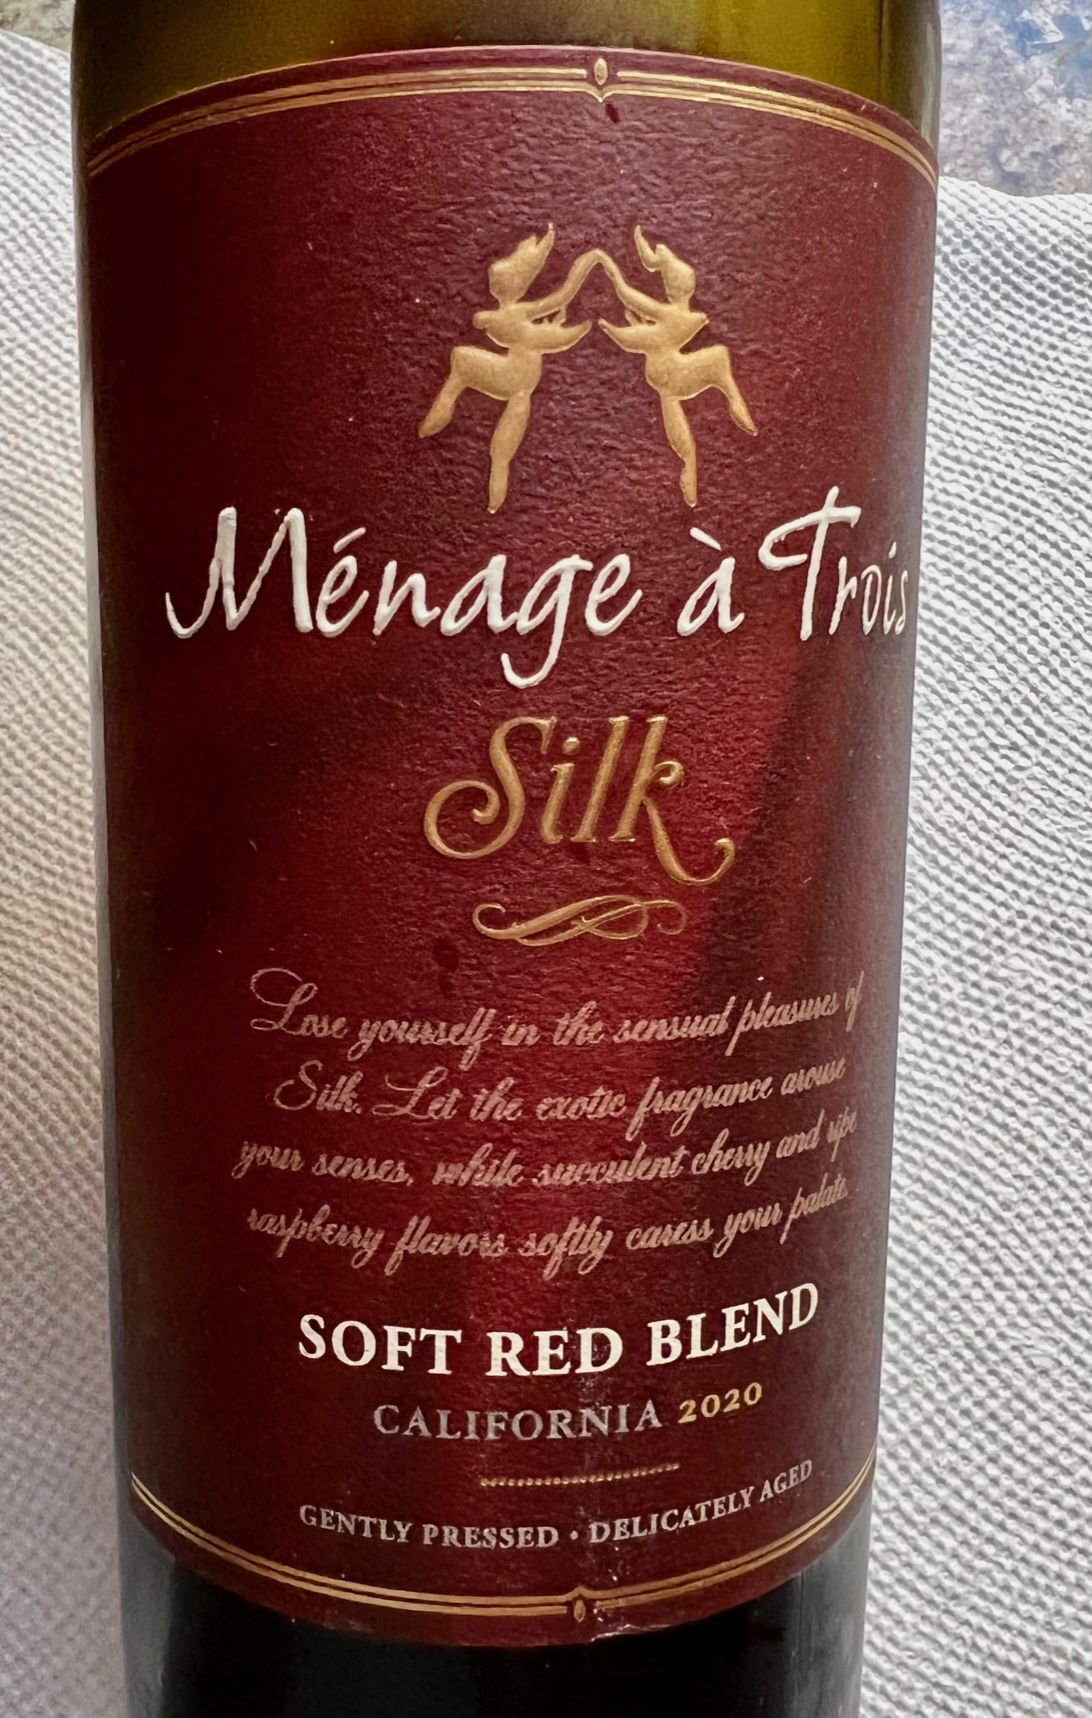 Ménage à Trois
Silk
Lose yourself in the sensual pleasures of
Silk. Let the exotic fragrance arouse
your senses, while succulent cherry and ripe
raspberry flavors softly caress your palate.
SOFT RED BLEND
CALIFORNIA 2020
GENTLY PRESSED • DELICATELY AGED